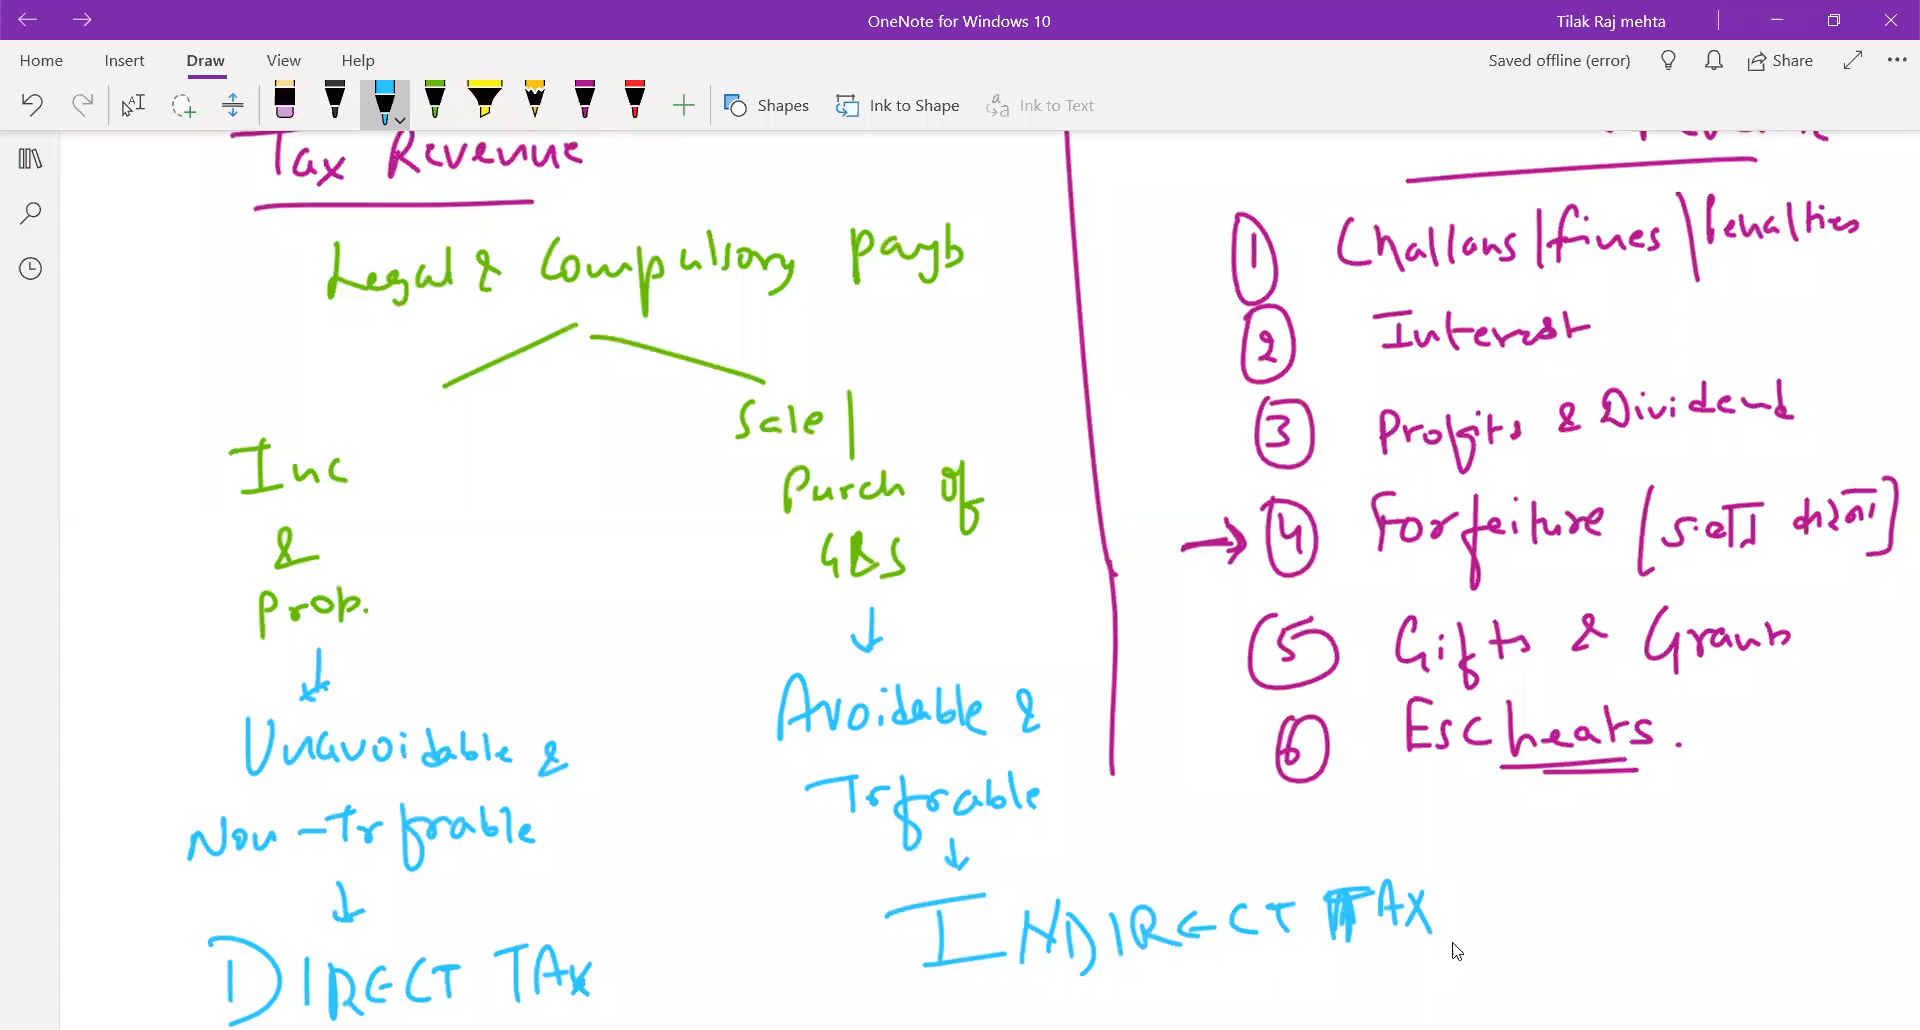 OneNote for Windows 10
Tilak Raj mehta
Home Insert Draw View Help
Saved offline (error) Share
Shapes Ink to Shape Ink to Text
Tax Revenue
Legal & Compulsory payb
Inc
&
Prop.
Unavoidable &
Non-Trfrable
DIRECT TAX
Sale |
Purch of
G&S
Avoidable &
Trfrable
INDIRECT TAX
1 Challans | fines | Penalties
2 Interest
3 Profits & Dividend
4 Forfeiture [
5 Gifts & Grants
6 Escheats.